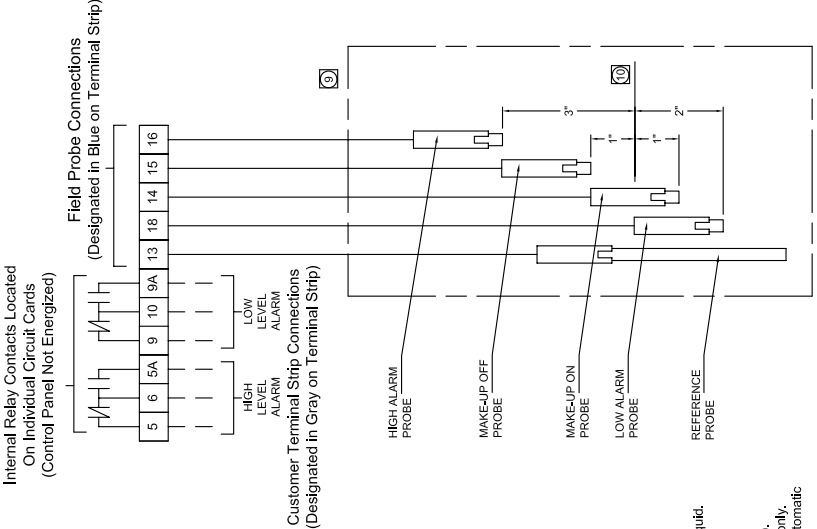 Internal Relay Contacts Located
On Individual Circuit Cards
(Control Panel Not Energized)
Field Probe Connections
(Designated in Blue on Terminal Strip)
5
6
5A
9
10
9A
13
18
14
15
16
HIGH
LEVEL
ALARM
LOW
LEVEL
ALARM
Customer Terminal Strip Connections
(Designated in Gray on Terminal Strip)
9
10
3"
1"
1"
2"
HIGH ALARM
PROBE
MAKE-UP OFF
PROBE
MAKE-UP ON
PROBE
LOW ALARM
PROBE
REFERENCE
PROBE
quid.
only.
tomatic